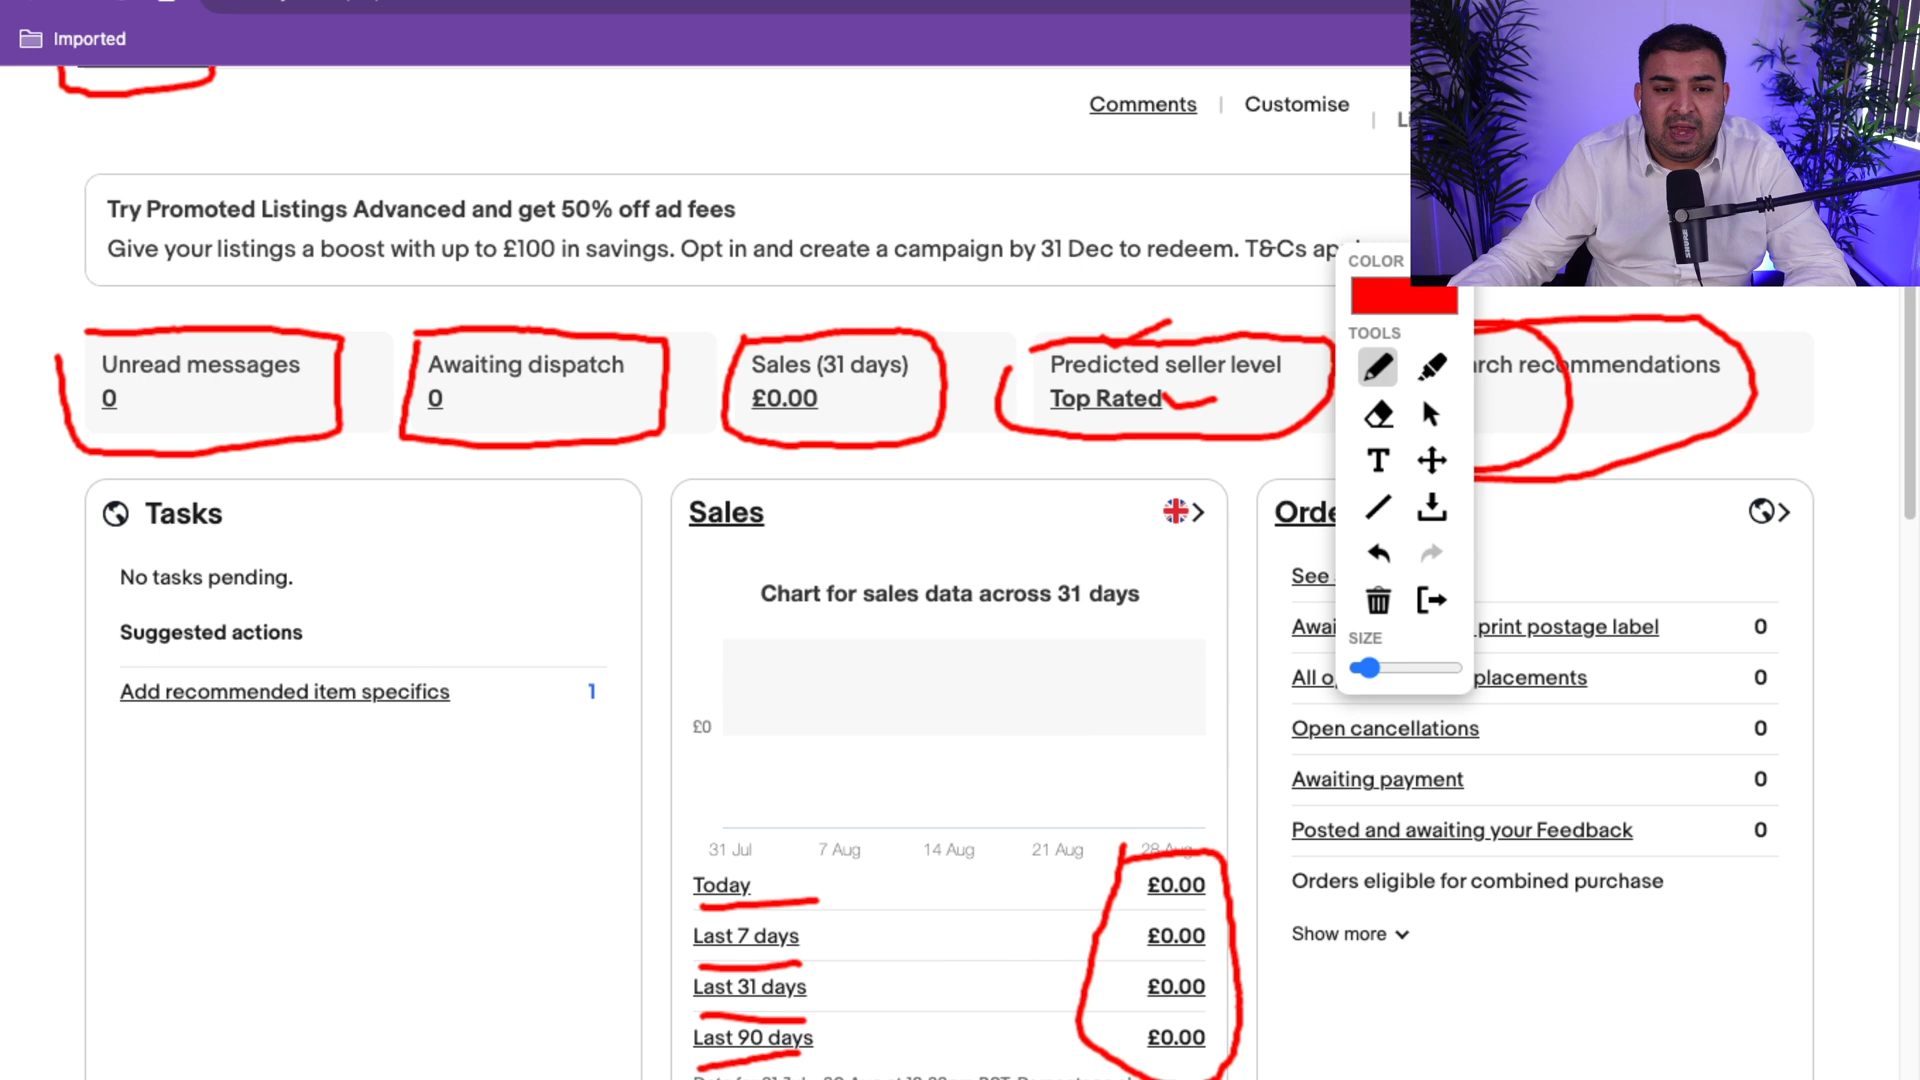 Imported
Comments
Customise
Try Promoted Listings Advanced and get 50% off ad fees
Give your listings a boost with up to £100 in savings. Opt in and create a campaign by 31 Dec to redeem. T&Cs
COLOR
TOOLS
SIZE
Unread messages
0
Awaiting dispatch
0
Sales (31 days)
£0.00
Predicted seller level
Top Rated
recommendations
Tasks
No tasks pending.
Suggested actions
Add recommended item specifics 1
Sales
Chart for sales data across 31 days
£0
31 Jul 7 Aug 14 Aug 21 Aug 28 Aug
Today £0.00
Last 7 days £0.00
Last 31 days £0.00
Last 90 days £0.00
See
print postage label 0
All 0
Open cancellations 0
Awaiting payment 0
Posted and awaiting your Feedback 0
Orders eligible for combined purchase
Show more
SHURE